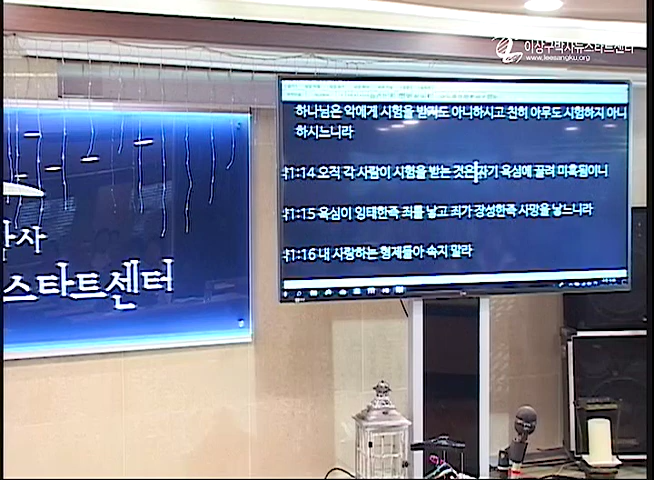 이상구박사뉴스타트센터
www.leesangku.org
하나님은 악에게 시험을 받지도 아니하시고 친히 아무도 시험하지 아니
하시느니라
1:14 오직 각 사람이 시험을 받는 것은 자기 욕심에 끌려 미혹됨이니
1:15 욕심이 잉태한즉 죄를 낳고 죄가 장성한즉 사망을 낳느니라
1:16 내 사랑하는 형제들아 속지 말라
사
스타트센터